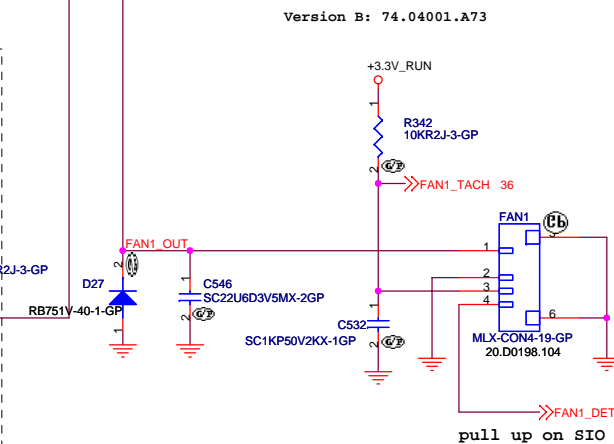 Version B: 74.04001.A73
+3.3V_RUN
1
R342
10KR2J-3-GP
2
G/P
FAN1_TACH 36
FAN1
FAN1_OUT
1
5
2J-3-GP
2
D27
C546
SC22U6D3V5MX-2GP
2
3
4
RB751V-40-1-GP
1
2
G/P
1
C532
SC1KP50V2KX-1GP
2
G/P
6
MLX-CON4-19-GP
20.D0198.104
FAN1_DET
pull up on SIO